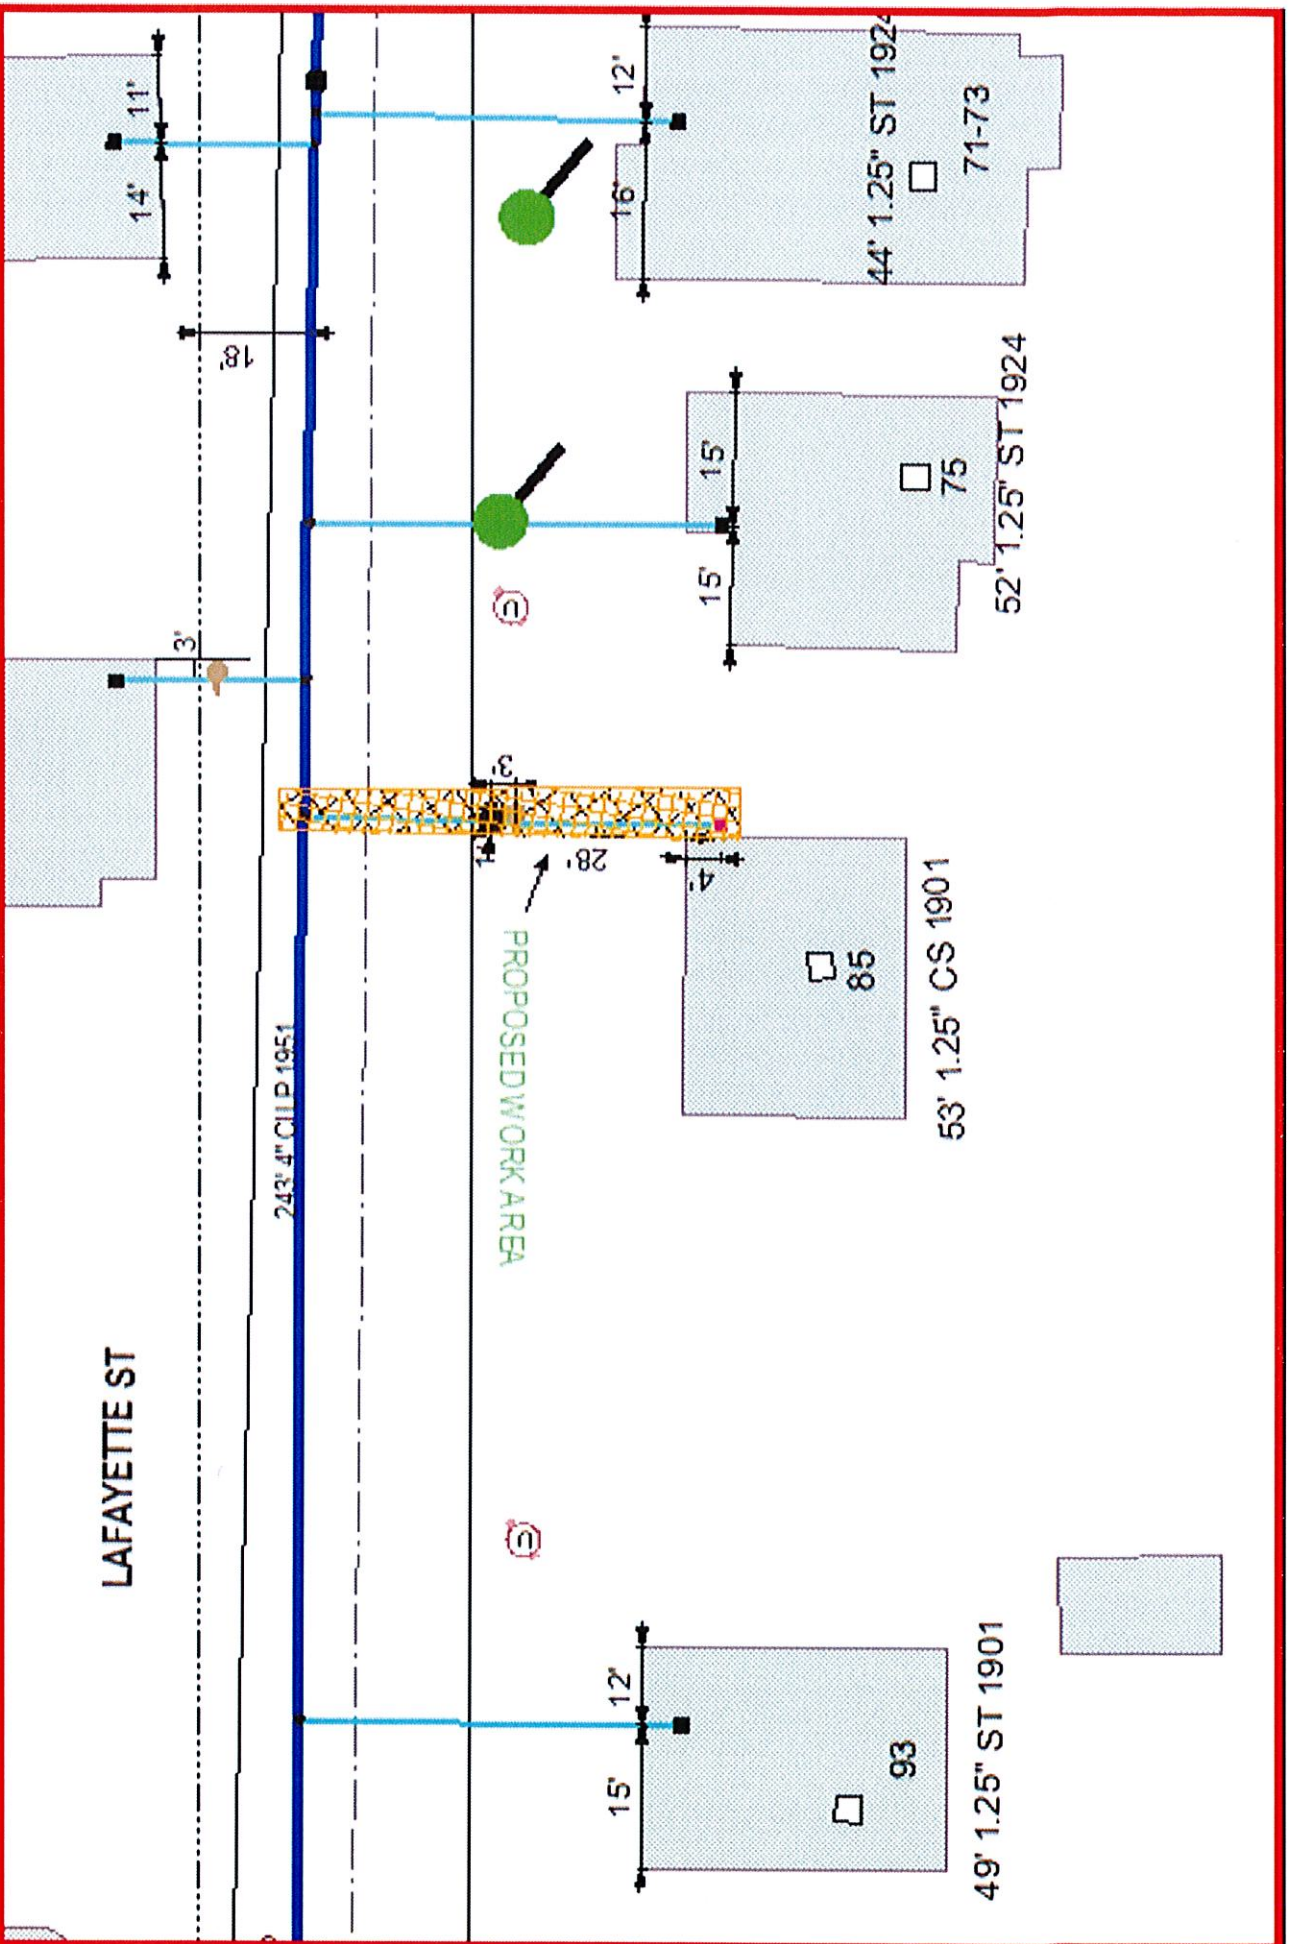 LAFAYETTE ST
243' 4" CI LP 1951
PROPOSED WORK AREA
14'
11'
18'
3'
3'
1'
28'
4'
15'
12'
93
49' 1.25" ST 1901
85
53' 1.25" CS 1901
15'
15'
75
52' 1.25" ST 1924
16'
12'
71-73
44' 1.25" ST 1924